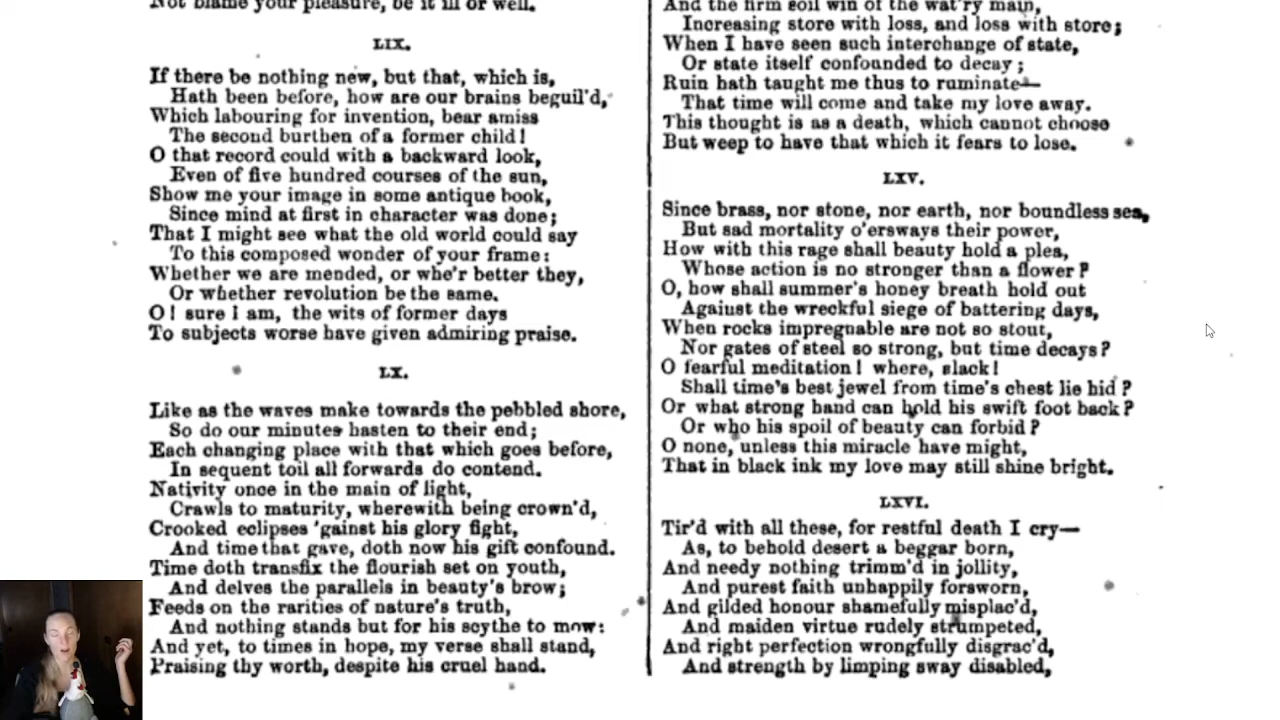 Not blame your pleasure, be it ill or well.
LIX.
If there be nothing new, but that, which is,
Hath been before, how are our brains beguil'd,
Which labouring for invention, bear amiss
The second burthen of a former child!
O that record could with a backward look,
Even of five hundred courses of the sun,
Show me your image in some antique book,
Since mind at first in character was done;
That I might see what the old world could say
To this composed wonder of your frame:
Whether we are mended, or whe'r better they,
Or whether revolution be the same.
O! sure I am, the wits of former days
To subjects worse have given admiring praise.
LX.
Like as the waves make towards the pebbled shore,
So do our minutes hasten to their end;
Each changing place with that which goes before,
In sequent toil all forwards do contend.
Nativity once in the main of light,
Crawls to maturity, wherewith being crown'd,
Crooked eclipses 'gainst his glory fight,
And time that gave, doth now his gift confound.
Time doth transfix the flourish set on youth,
And delves the parallels in beauty's brow;
Feeds on the rarities of nature's truth,
And nothing stands but for his scythe to mow:
And yet, to times in hope, my verse shall stand,
Praising thy worth, despite his cruel hand.
And the firm soil win of the wat'ry main,
Increasing store with loss, and loss with store;
When I have seen such interchange of state,
Or state itself confounded to decay;
Ruin hath taught me thus to ruminate—
That time will come and take my love away.
This thought is as a death, which cannot choose
But weep to have that which it fears to lose.
LXV.
Since brass, nor stone, nor earth, nor boundless sea,
But sad mortality o'ersways their power,
How with this rage shall beauty hold a plea,
Whose action is no stronger than a flower?
O, how shall summer's honey breath hold out
Against the wreckful siege of battering days,
When rocks impregnable are not so stout,
Nor gates of steel so strong, but time decays?
O fearful meditation! where, alack!
Shall time's best jewel from time's chest lie hid?
Or what strong hand can hold his swift foot back?
Or who his spoil of beauty can forbid?
O none, unless this miracle have might,
That in black ink my love may still shine bright.
LXVI.
Tir'd with all these, for restful death I cry—
As, to behold desert a beggar born,
And needy nothing trimm'd in jollity,
And purest faith unhappily forsworn,
And gilded honour shamefully misplac'd,
And maiden virtue rudely strumpeted,
And right perfection wrongfully disgrac'd,
And strength by limping sway disabled,